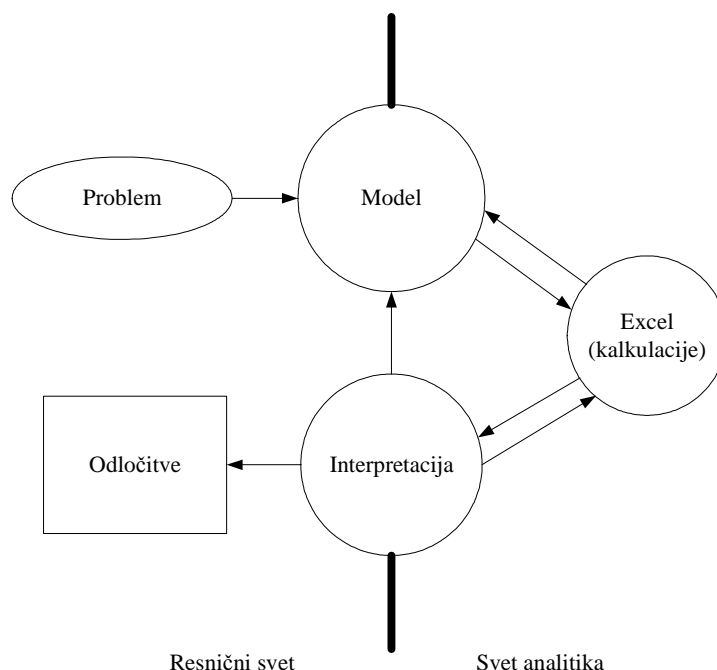 Problem
Model
Excel
(kalkulacije)
Odločitve
Interpretacija
Resnični svet
Svet analitika